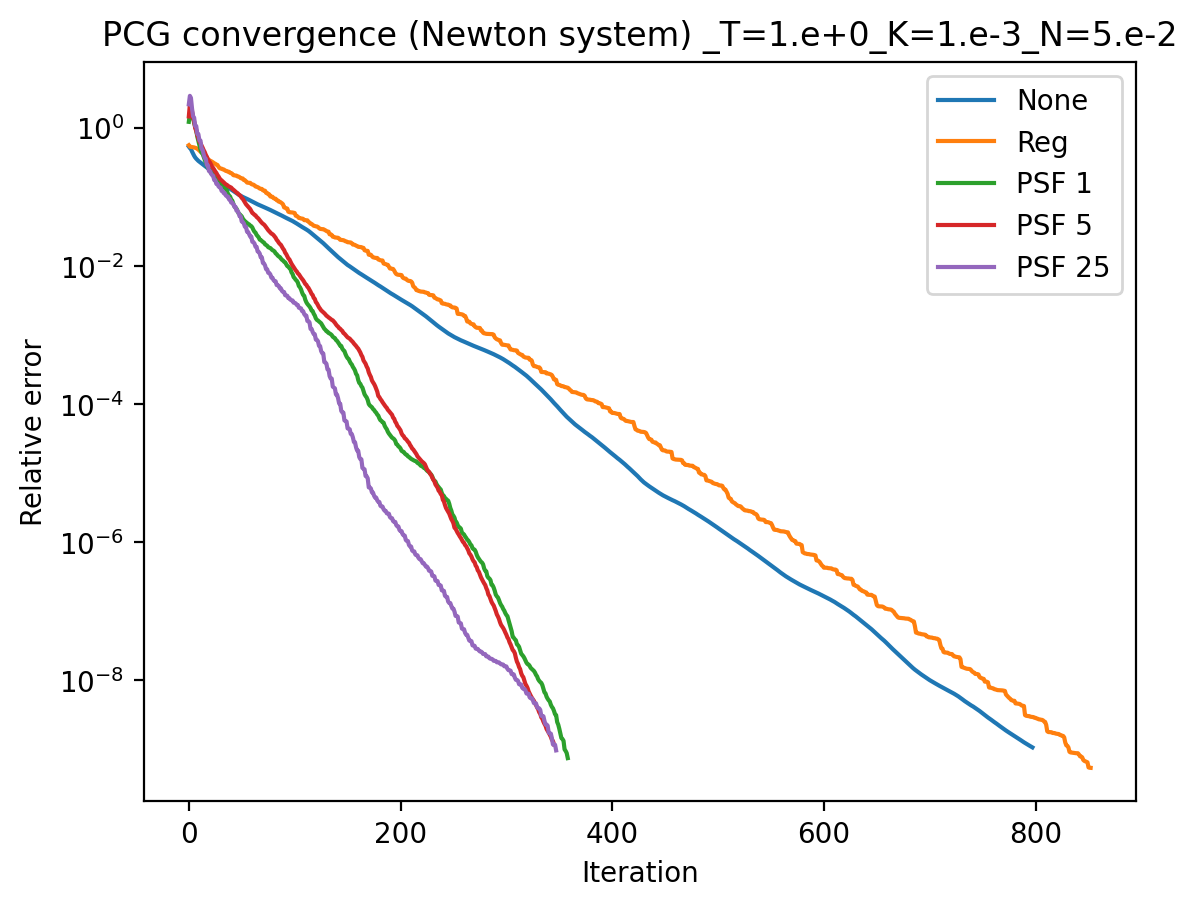 PCG convergence (Newton system) _T=1.e+0_K=1.e-3_N=5.e-2
None
Reg
PSF 1
PSF 5
PSF 25
Relative error
10⁰
10⁻²
10⁻⁴
10⁻⁶
10⁻⁸
0 200 400 600 800
Iteration